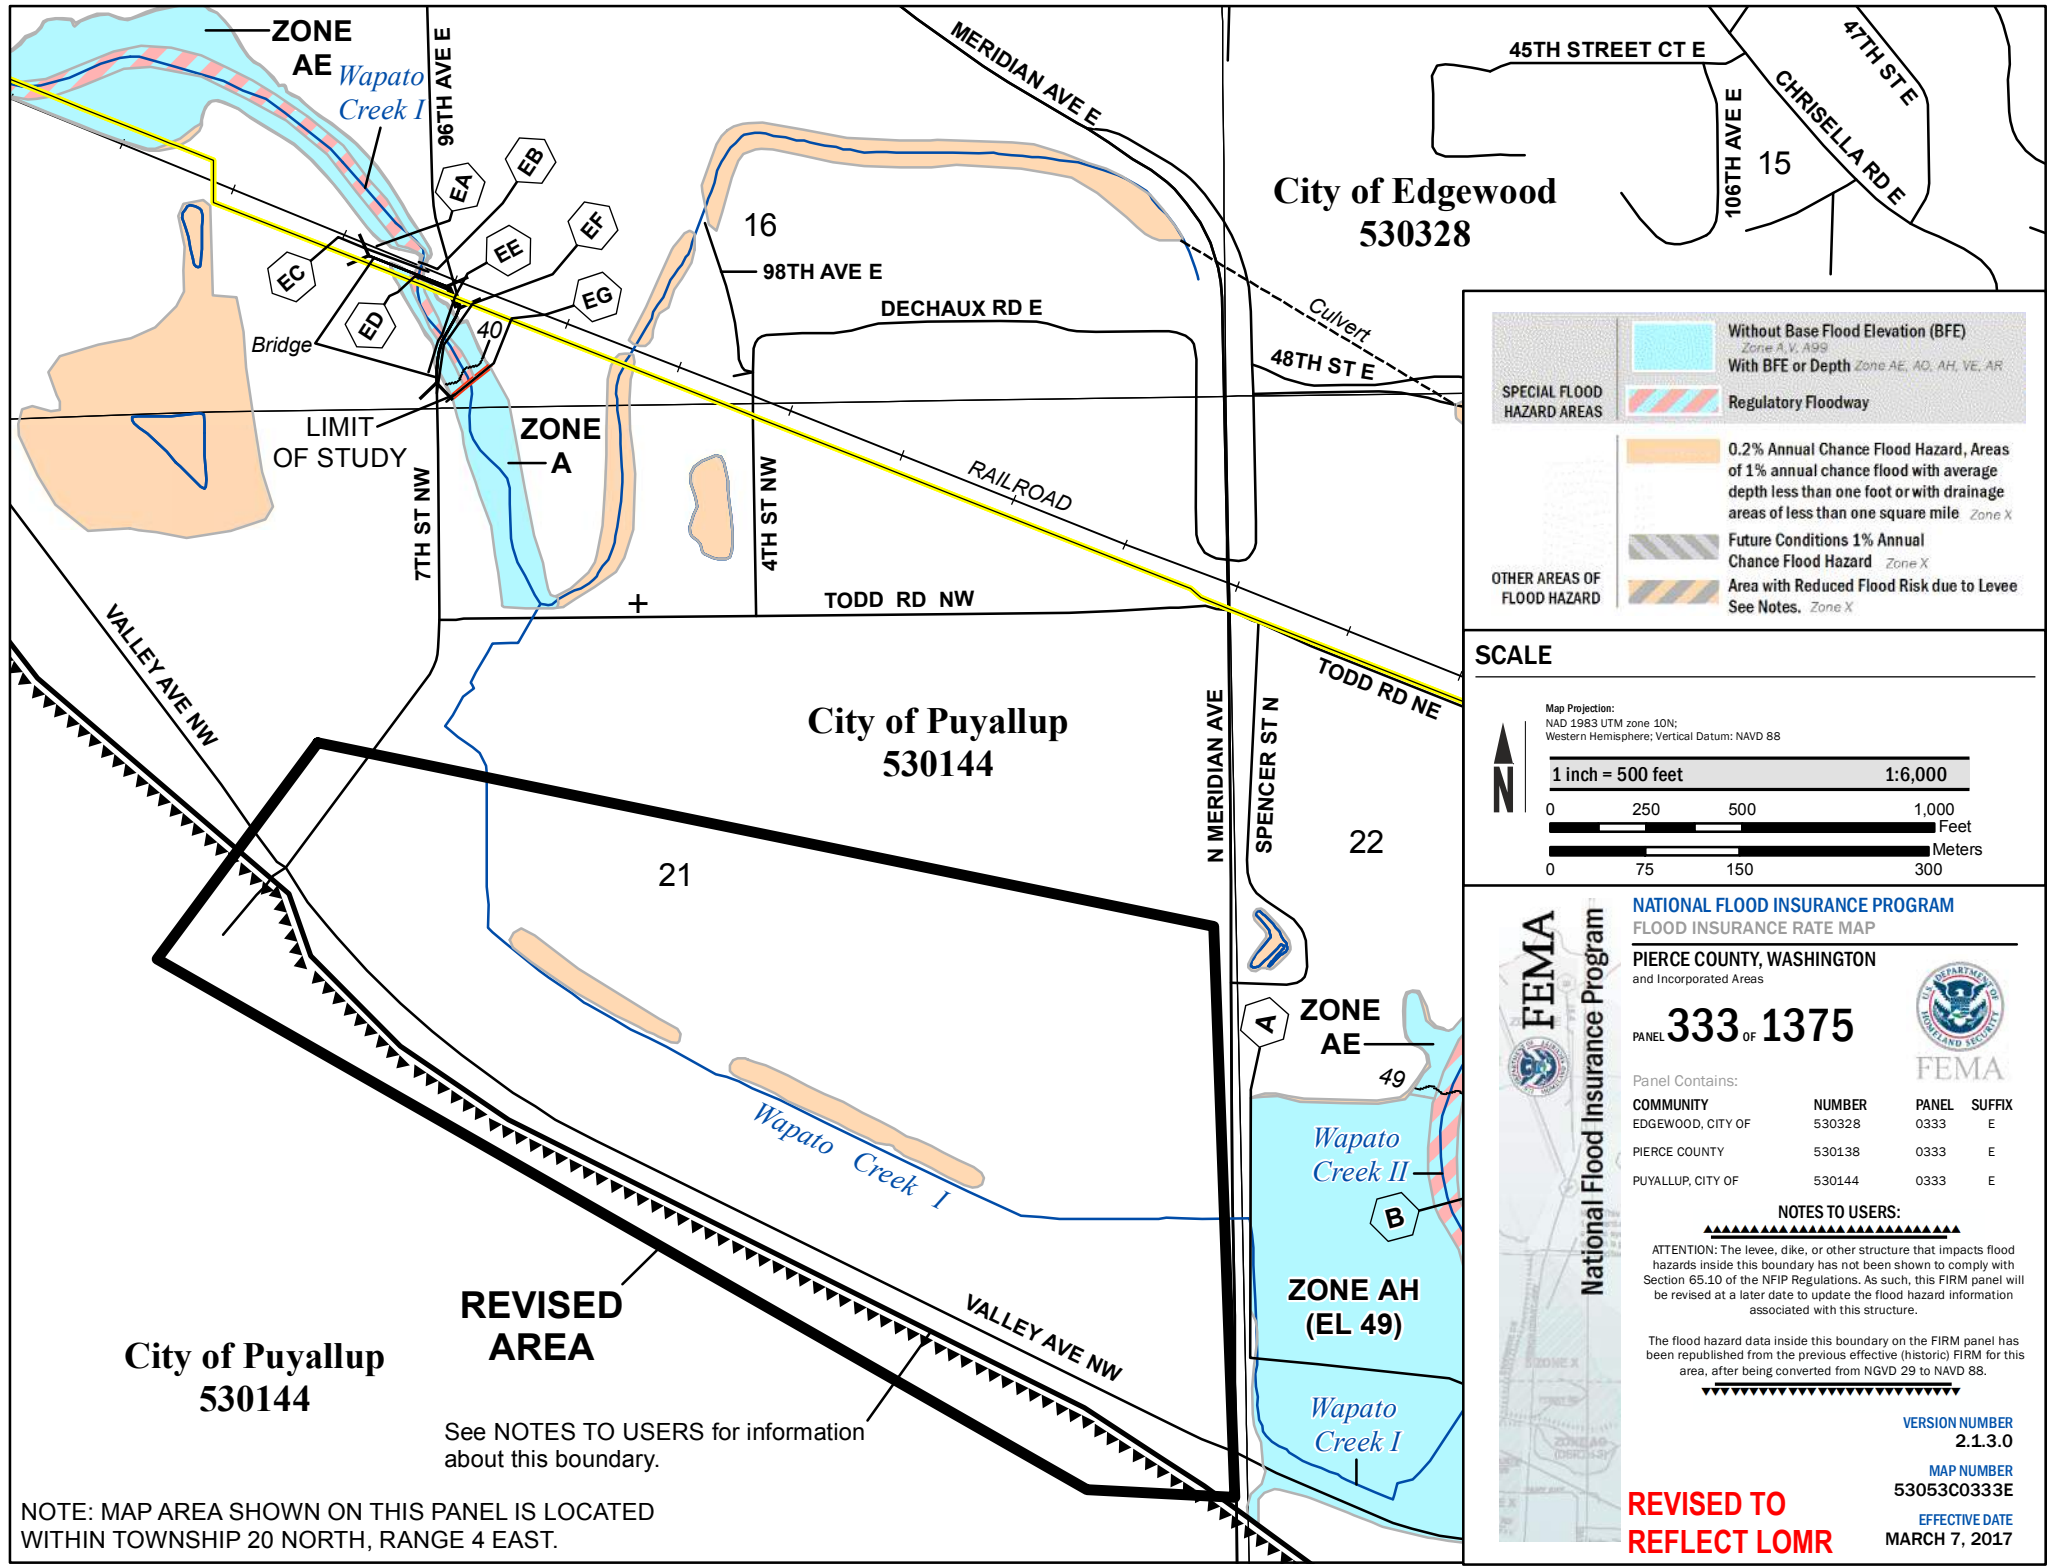 ZONE
AE
Wapato
Creek I
96TH AVE E
EA
EB
EC
ED
EE
EF
EG
40
Bridge
LIMIT
OF STUDY
ZONE
A
7TH ST NW
16
98TH AVE E
DECHAUX RD E
MERIDIAN AVE E
45TH STREET CT E
47TH ST E
CHRISELLA RD E
106TH AVE E
15
City of Edgewood
530328
Culvert
48TH ST E
RAILROAD
4TH ST NW
TODD RD NW
TODD RD NE
VALLEY AVE NW
City of Puyallup
530144
N MERIDIAN AVE
SPENCER ST N
21
22
A
ZONE
AE
49
Wapato
Creek II
B
ZONE AH
(EL 49)
Wapato Creek I
REVISED
AREA
VALLEY AVE NW
Wapato
Creek I
City of Puyallup
530144
See NOTES TO USERS for information
about this boundary.
NOTE: MAP AREA SHOWN ON THIS PANEL IS LOCATED
WITHIN TOWNSHIP 20 NORTH, RANGE 4 EAST.
SPECIAL FLOOD
HAZARD AREAS
Without Base Flood Elevation (BFE)
Zone A, V, A99
With BFE or Depth Zone AE, AO, AH, VE, AR
Regulatory Floodway
OTHER AREAS OF
FLOOD HAZARD
0.2% Annual Chance Flood Hazard, Areas
of 1% annual chance flood with average
depth less than one foot or with drainage
areas of less than one square mile Zone X
Future Conditions 1% Annual
Chance Flood Hazard Zone X
Area with Reduced Flood Risk due to Levee
See Notes. Zone X
SCALE
N
Map Projection:
NAD 1983 UTM zone 10N;
Western Hemisphere; Vertical Datum: NAVD 88
1 inch = 500 feet 1:6,000
0 250 500 1,000
Feet
Meters
0 75 150 300
FEMA
National Flood Insurance Program
NATIONAL FLOOD INSURANCE PROGRAM
FLOOD INSURANCE RATE MAP
PIERCE COUNTY, WASHINGTON
and Incorporated Areas
PANEL 333 OF 1375
U.S. DEPARTMENT OF HOMELAND SECURITY
FEMA
Panel Contains:
COMMUNITY NUMBER PANEL SUFFIX
EDGEWOOD, CITY OF 530328 0333 E
PIERCE COUNTY 530138 0333 E
PUYALLUP, CITY OF 530144 0333 E
NOTES TO USERS:
ATTENTION: The levee, dike, or other structure that impacts flood
hazards inside this boundary has not been shown to comply with
Section 65.10 of the NFIP Regulations. As such, this FIRM panel will
be revised at a later date to update the flood hazard information
associated with this structure.
The flood hazard data inside this boundary on the FIRM panel has
been republished from the previous effective (historic) FIRM for this
area, after being converted from NGVD 29 to NAVD 88.
VERSION NUMBER
2.1.3.0
MAP NUMBER
53053C0333E
EFFECTIVE DATE
MARCH 7, 2017
REVISED TO
REFLECT LOMR